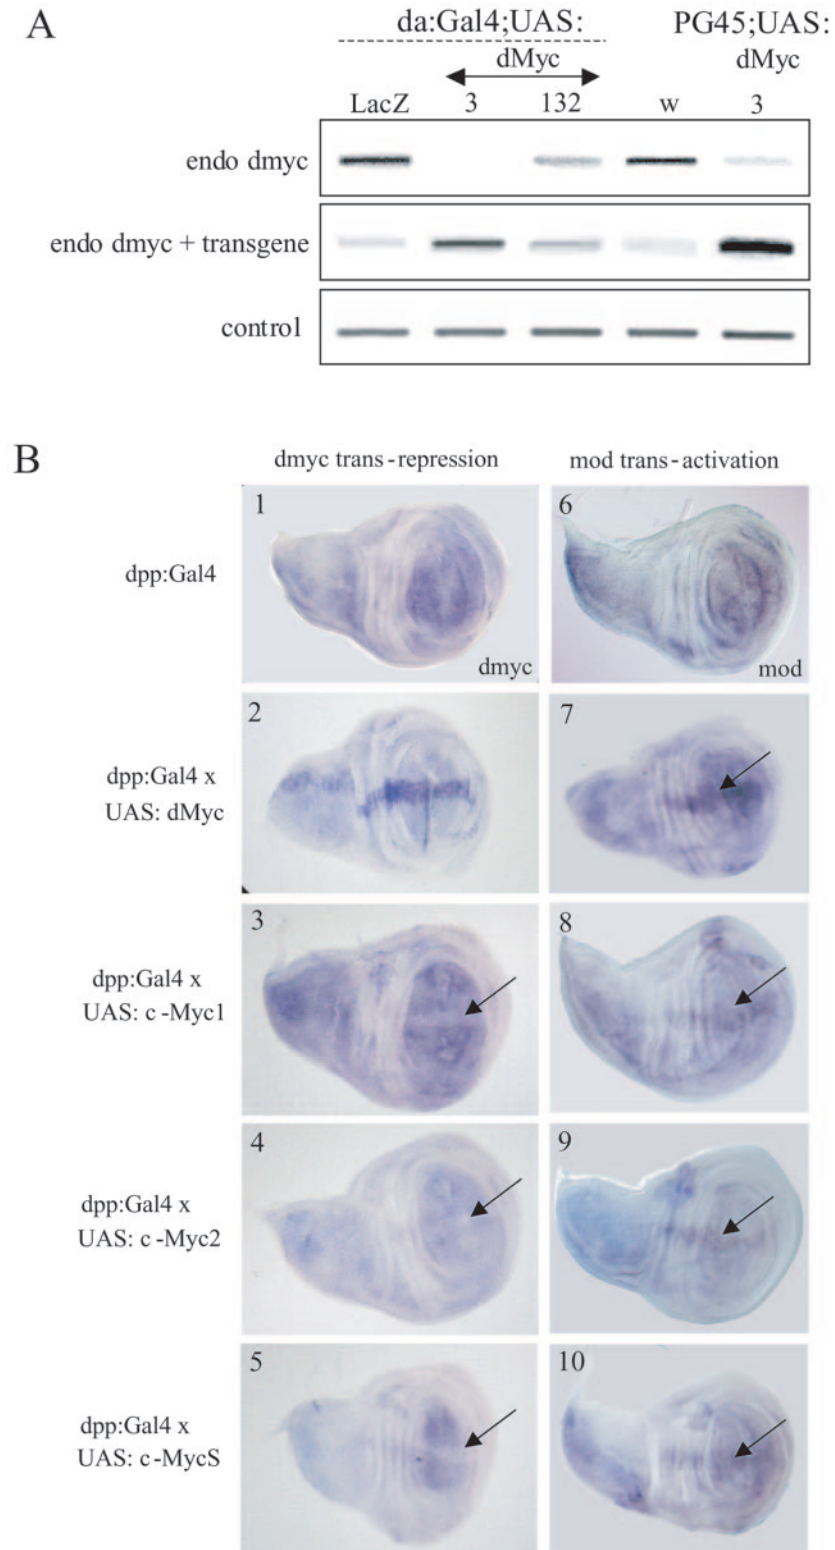 A
da:Gal4;UAS:
PG45;UAS:
dMyc
dMyc
LacZ 3 132 w 3
endo dmyc
endo dmyc + transgene
control
B
dmyc trans-repression
mod trans-activation
dpp:Gal4
1
dmyc
6
mod
dpp:Gal4 x
UAS: dMyc
2
7
dpp:Gal4 x
UAS: c-Myc1
3
8
dpp:Gal4 x
UAS: c-Myc2
4
9
dpp:Gal4 x
UAS: c-MycS
5
10